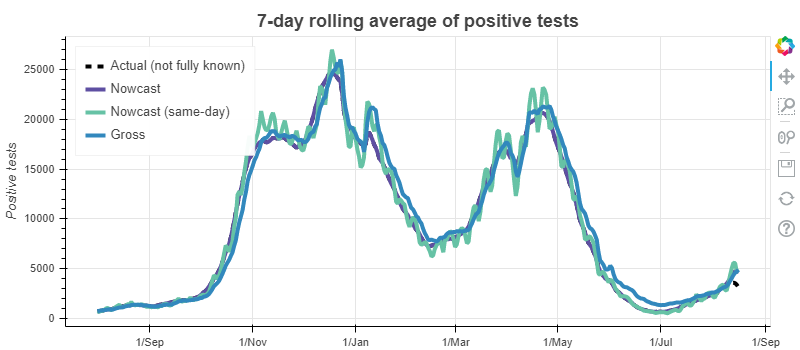 7-day rolling average of positive tests
Actual (not fully known)
Nowcast
Nowcast (same-day)
Gross
Positive tests
25000
20000
15000
10000
5000
0
1/Sep
1/Nov
1/Jan
1/Mar
1/May
1/Jul
1/Sep